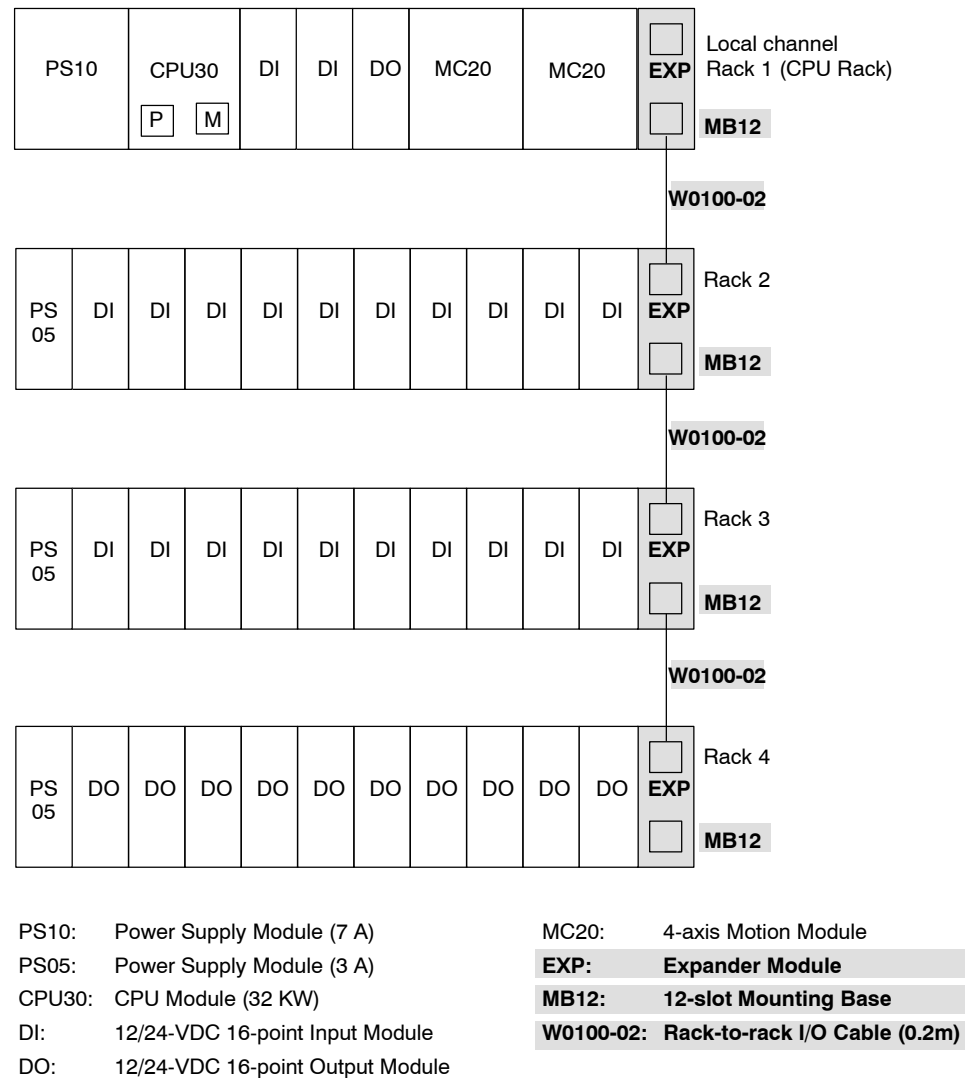 Local channel
PS10 CPU30 DI DI DO MC20 MC20 EXP Rack 1 (CPU Rack)
P M MB12
W0100-02
Rack 2
PS DI DI DI DI DI DI DI DI DI DI EXP
05
MB12
W0100-02
Rack 3
PS DI DI DI DI DI DI DI DI DI DI EXP
05
MB12
W0100-02
Rack 4
PS DO DO DO DO DO DO DO DO DO DO EXP
05
MB12
PS10: Power Supply Module (7 A)
PS05: Power Supply Module (3 A)
CPU30: CPU Module (32 KW)
DI: 12/24-VDC 16-point Input Module
DO: 12/24-VDC 16-point Output Module
MC20: 4-axis Motion Module
EXP: Expander Module
MB12: 12-slot Mounting Base
W0100-02: Rack-to-rack I/O Cable (0.2m)